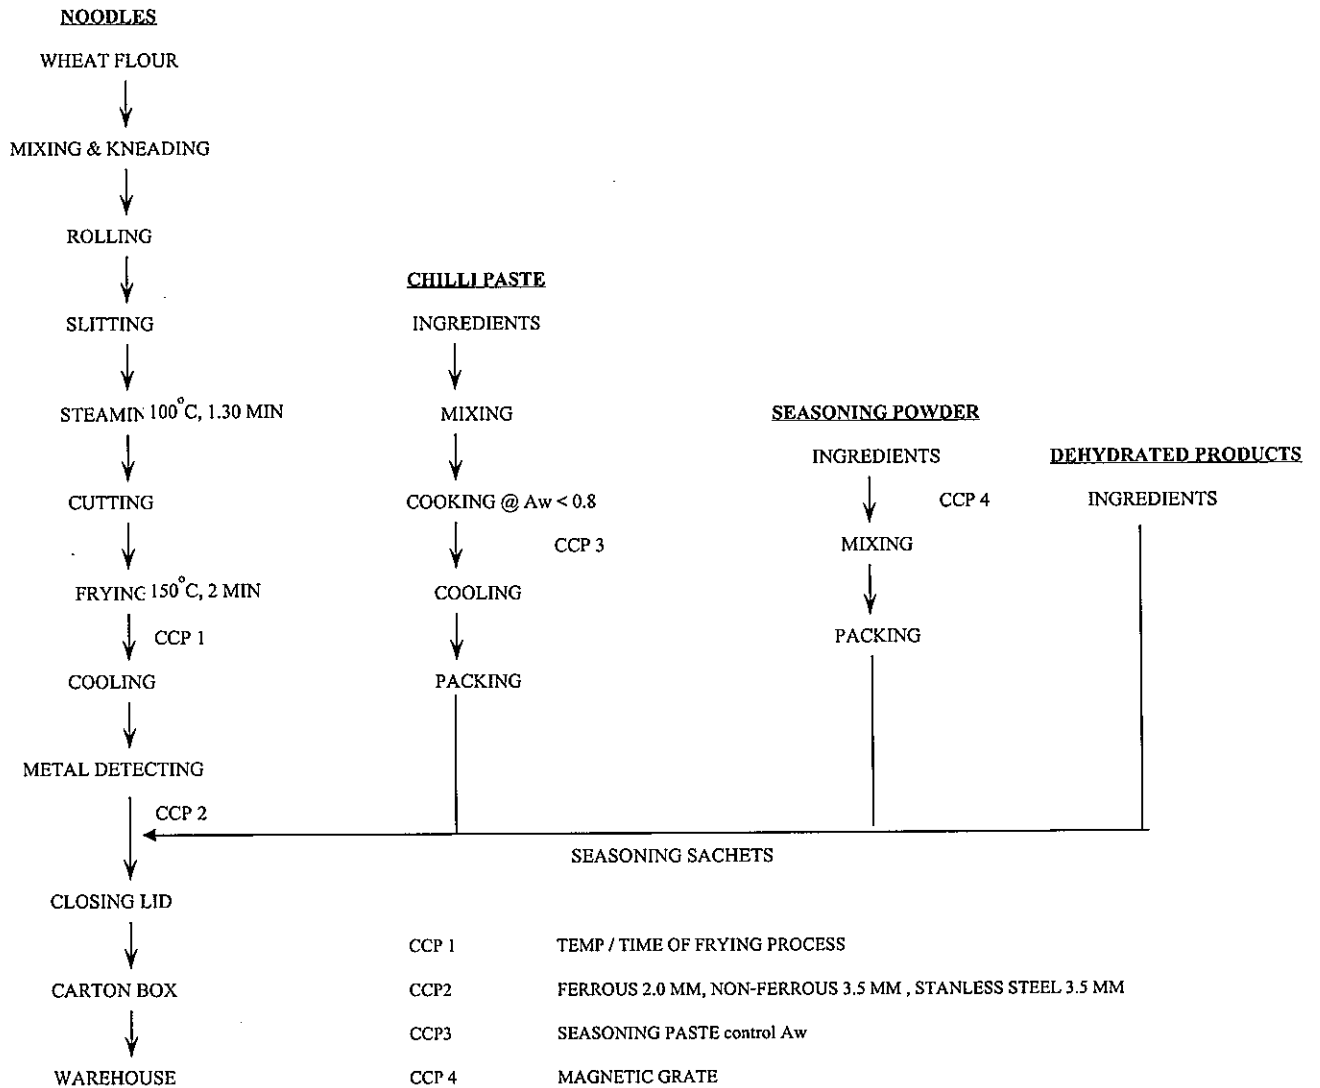 NOODLES
WHEAT FLOUR
MIXING & KNEADING
ROLLING
SLITTING
STEAMIN 100°C, 1.30 MIN
CUTTING
FRYING 150°C, 2 MIN
CCP 1
COOLING
METAL DETECTING
CCP 2
CLOSING LID
CARTON BOX
WAREHOUSE
CHILLI PASTE
INGREDIENTS
MIXING
COOKING @ Aw < 0.8
CCP 3
COOLING
PACKING
SEASONING POWDER
INGREDIENTS
CCP 4
MIXING
PACKING
DEHYDRATED PRODUCTS
INGREDIENTS
SEASONING SACHETS
CCP 1 TEMP / TIME OF FRYING PROCESS
CCP2 FERROUS 2.0 MM, NON-FERROUS 3.5 MM , STANLESS STEEL 3.5 MM
CCP3 SEASONING PASTE control Aw
CCP 4 MAGNETIC GRATE